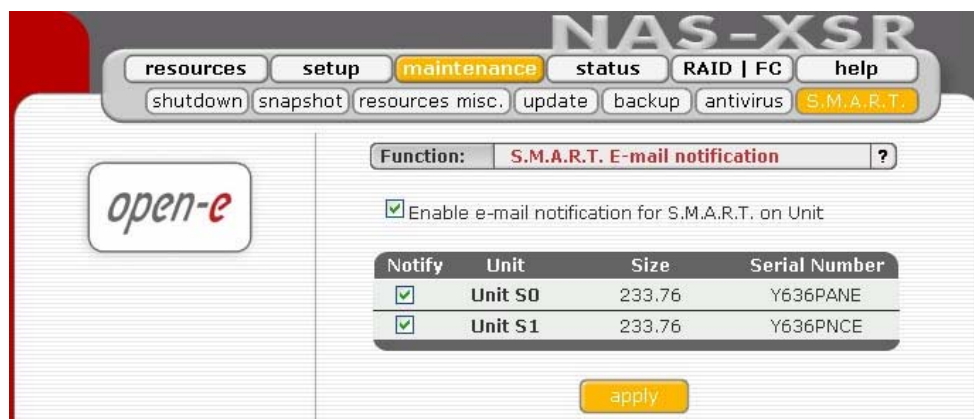 NAS-XSR
resources setup maintenance status RAID | FC help
shutdown snapshot resources misc. update backup antivirus S.M.A.R.T.
open-e
Function: S.M.A.R.T. E-mail notification ?
Enable e-mail notification for S.M.A.R.T. on Unit
Notify Unit Size Serial Number
Unit S0 233.76 Y636PANE
Unit S1 233.76 Y636PNCE
apply